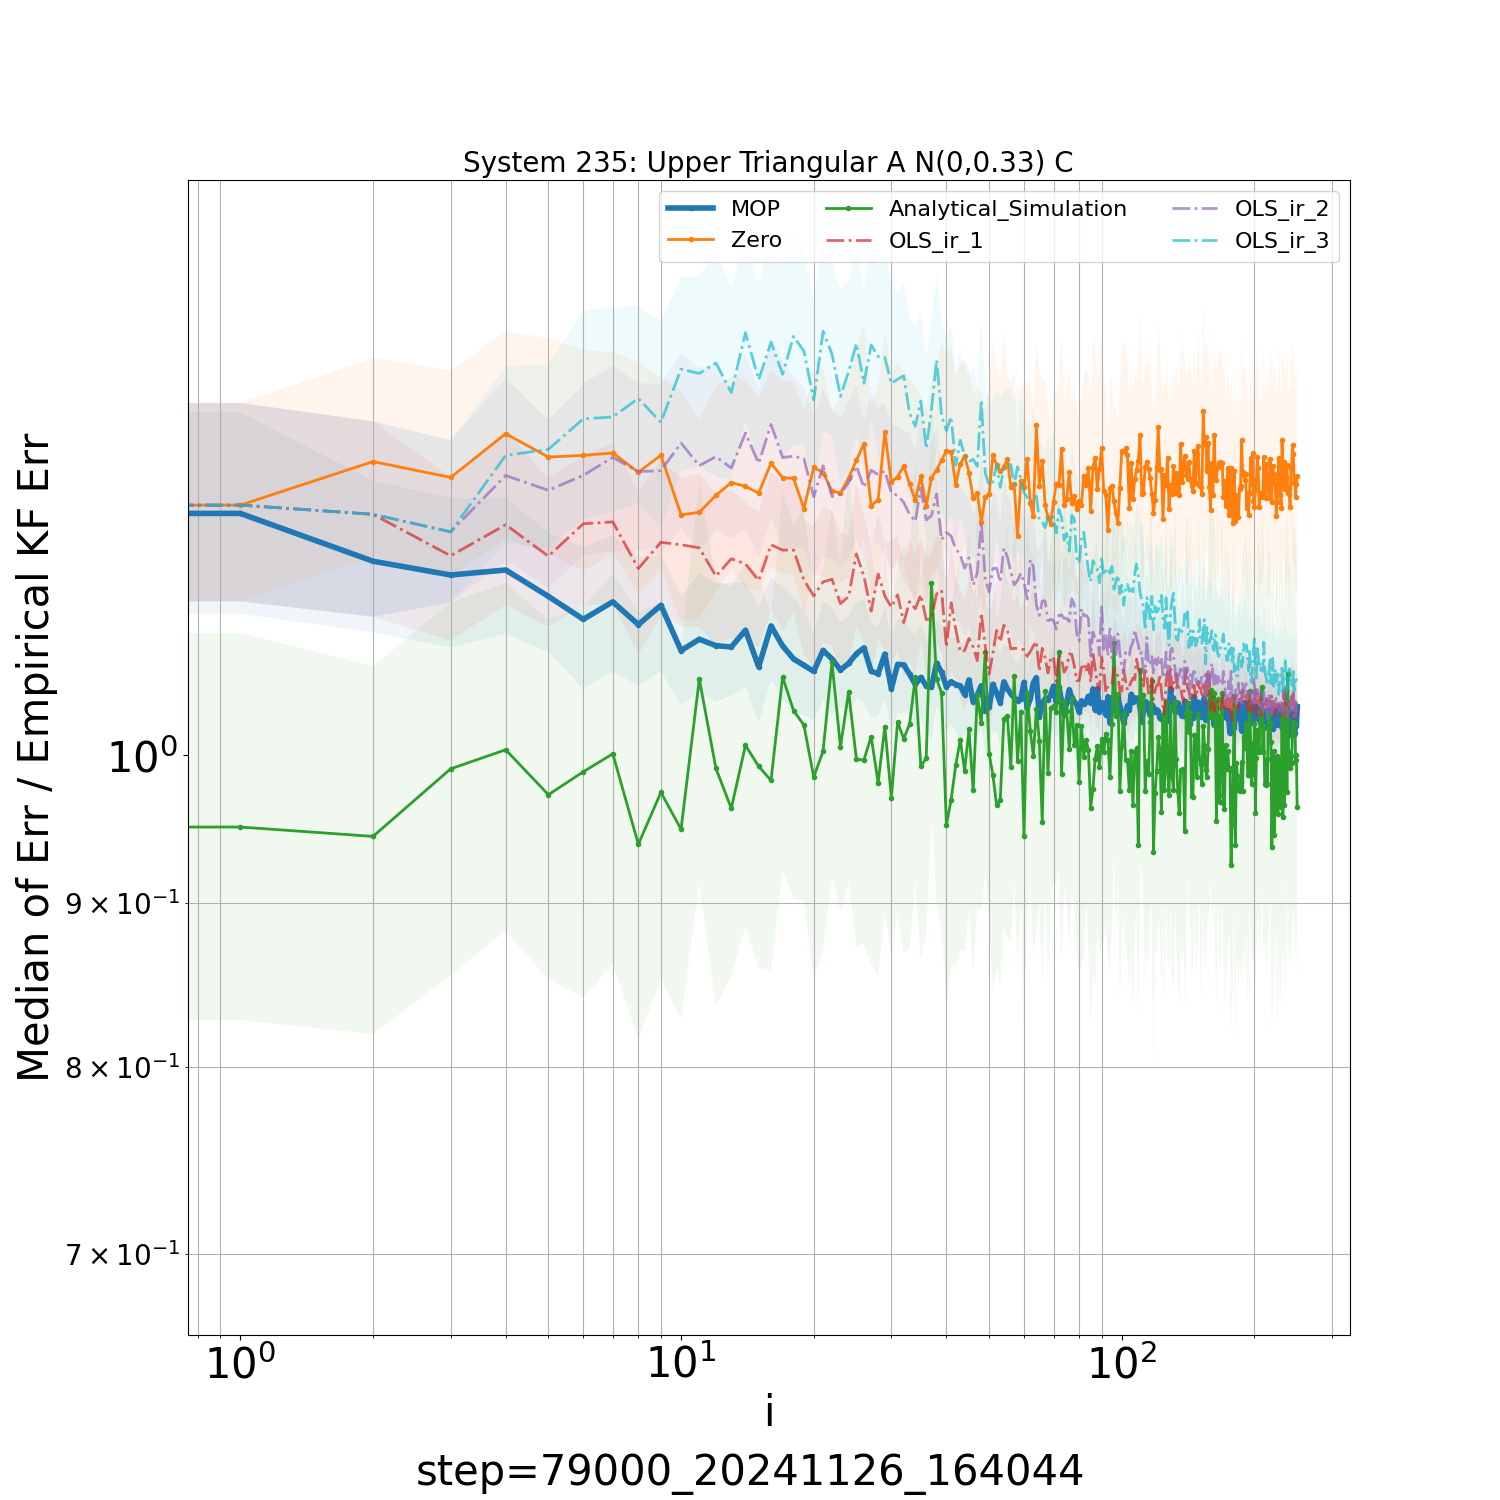 System 235: Upper Triangular A N(0,0.33) C
MOP
Zero
Analytical_Simulation
OLS_ir_1
OLS_ir_2
OLS_ir_3
Median of Err / Empirical KF Err
10⁰
9 × 10⁻¹
8 × 10⁻¹
7 × 10⁻¹
10⁰ 10¹ 10²
i
step=79000_20241126_164044